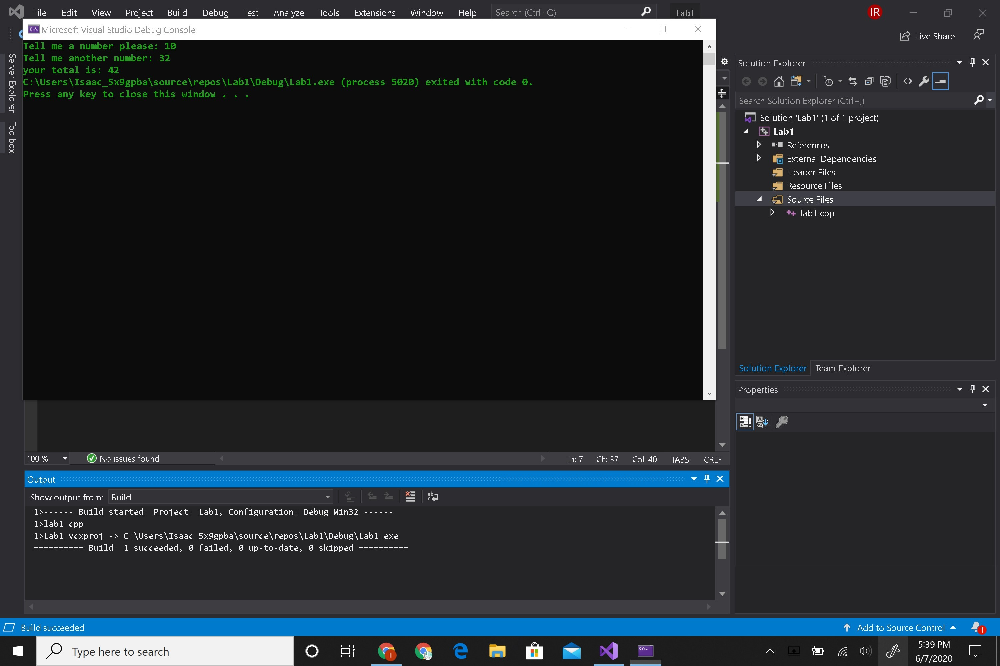 File Edit View Project Build Debug Test Analyze Tools Extensions Window Help Search (Ctrl+Q) Lab1 IR
Microsoft Visual Studio Debug Console
Live Share
Tell me a number please: 10
Tell me another number: 32
your total is: 42
C:\Users\Isaac_5x9gpba\source\repos\Lab1\Debug\Lab1.exe (process 5020) exited with code 0.
Press any key to close this window . . .
Server Explorer
Toolbox
Solution Explorer
Search Solution Explorer (Ctrl+;)
Solution 'Lab1' (1 of 1 project)
Lab1
References
External Dependencies
Header Files
Resource Files
Source Files
lab1.cpp
Solution Explorer Team Explorer
Properties
100 % No issues found Ln: 7 Ch: 37 Col: 40 TABS CRLF
Output
Show output from: Build
1>------ Build started: Project: Lab1, Configuration: Debug Win32 ------
1>lab1.cpp
1>Lab1.vcxproj -> C:\Users\Isaac_5x9gpba\source\repos\Lab1\Debug\Lab1.exe
========== Build: 1 succeeded, 0 failed, 0 up-to-date, 0 skipped ==========
Build succeeded Add to Source Control 1
Type here to search
5:39 PM
6/7/2020